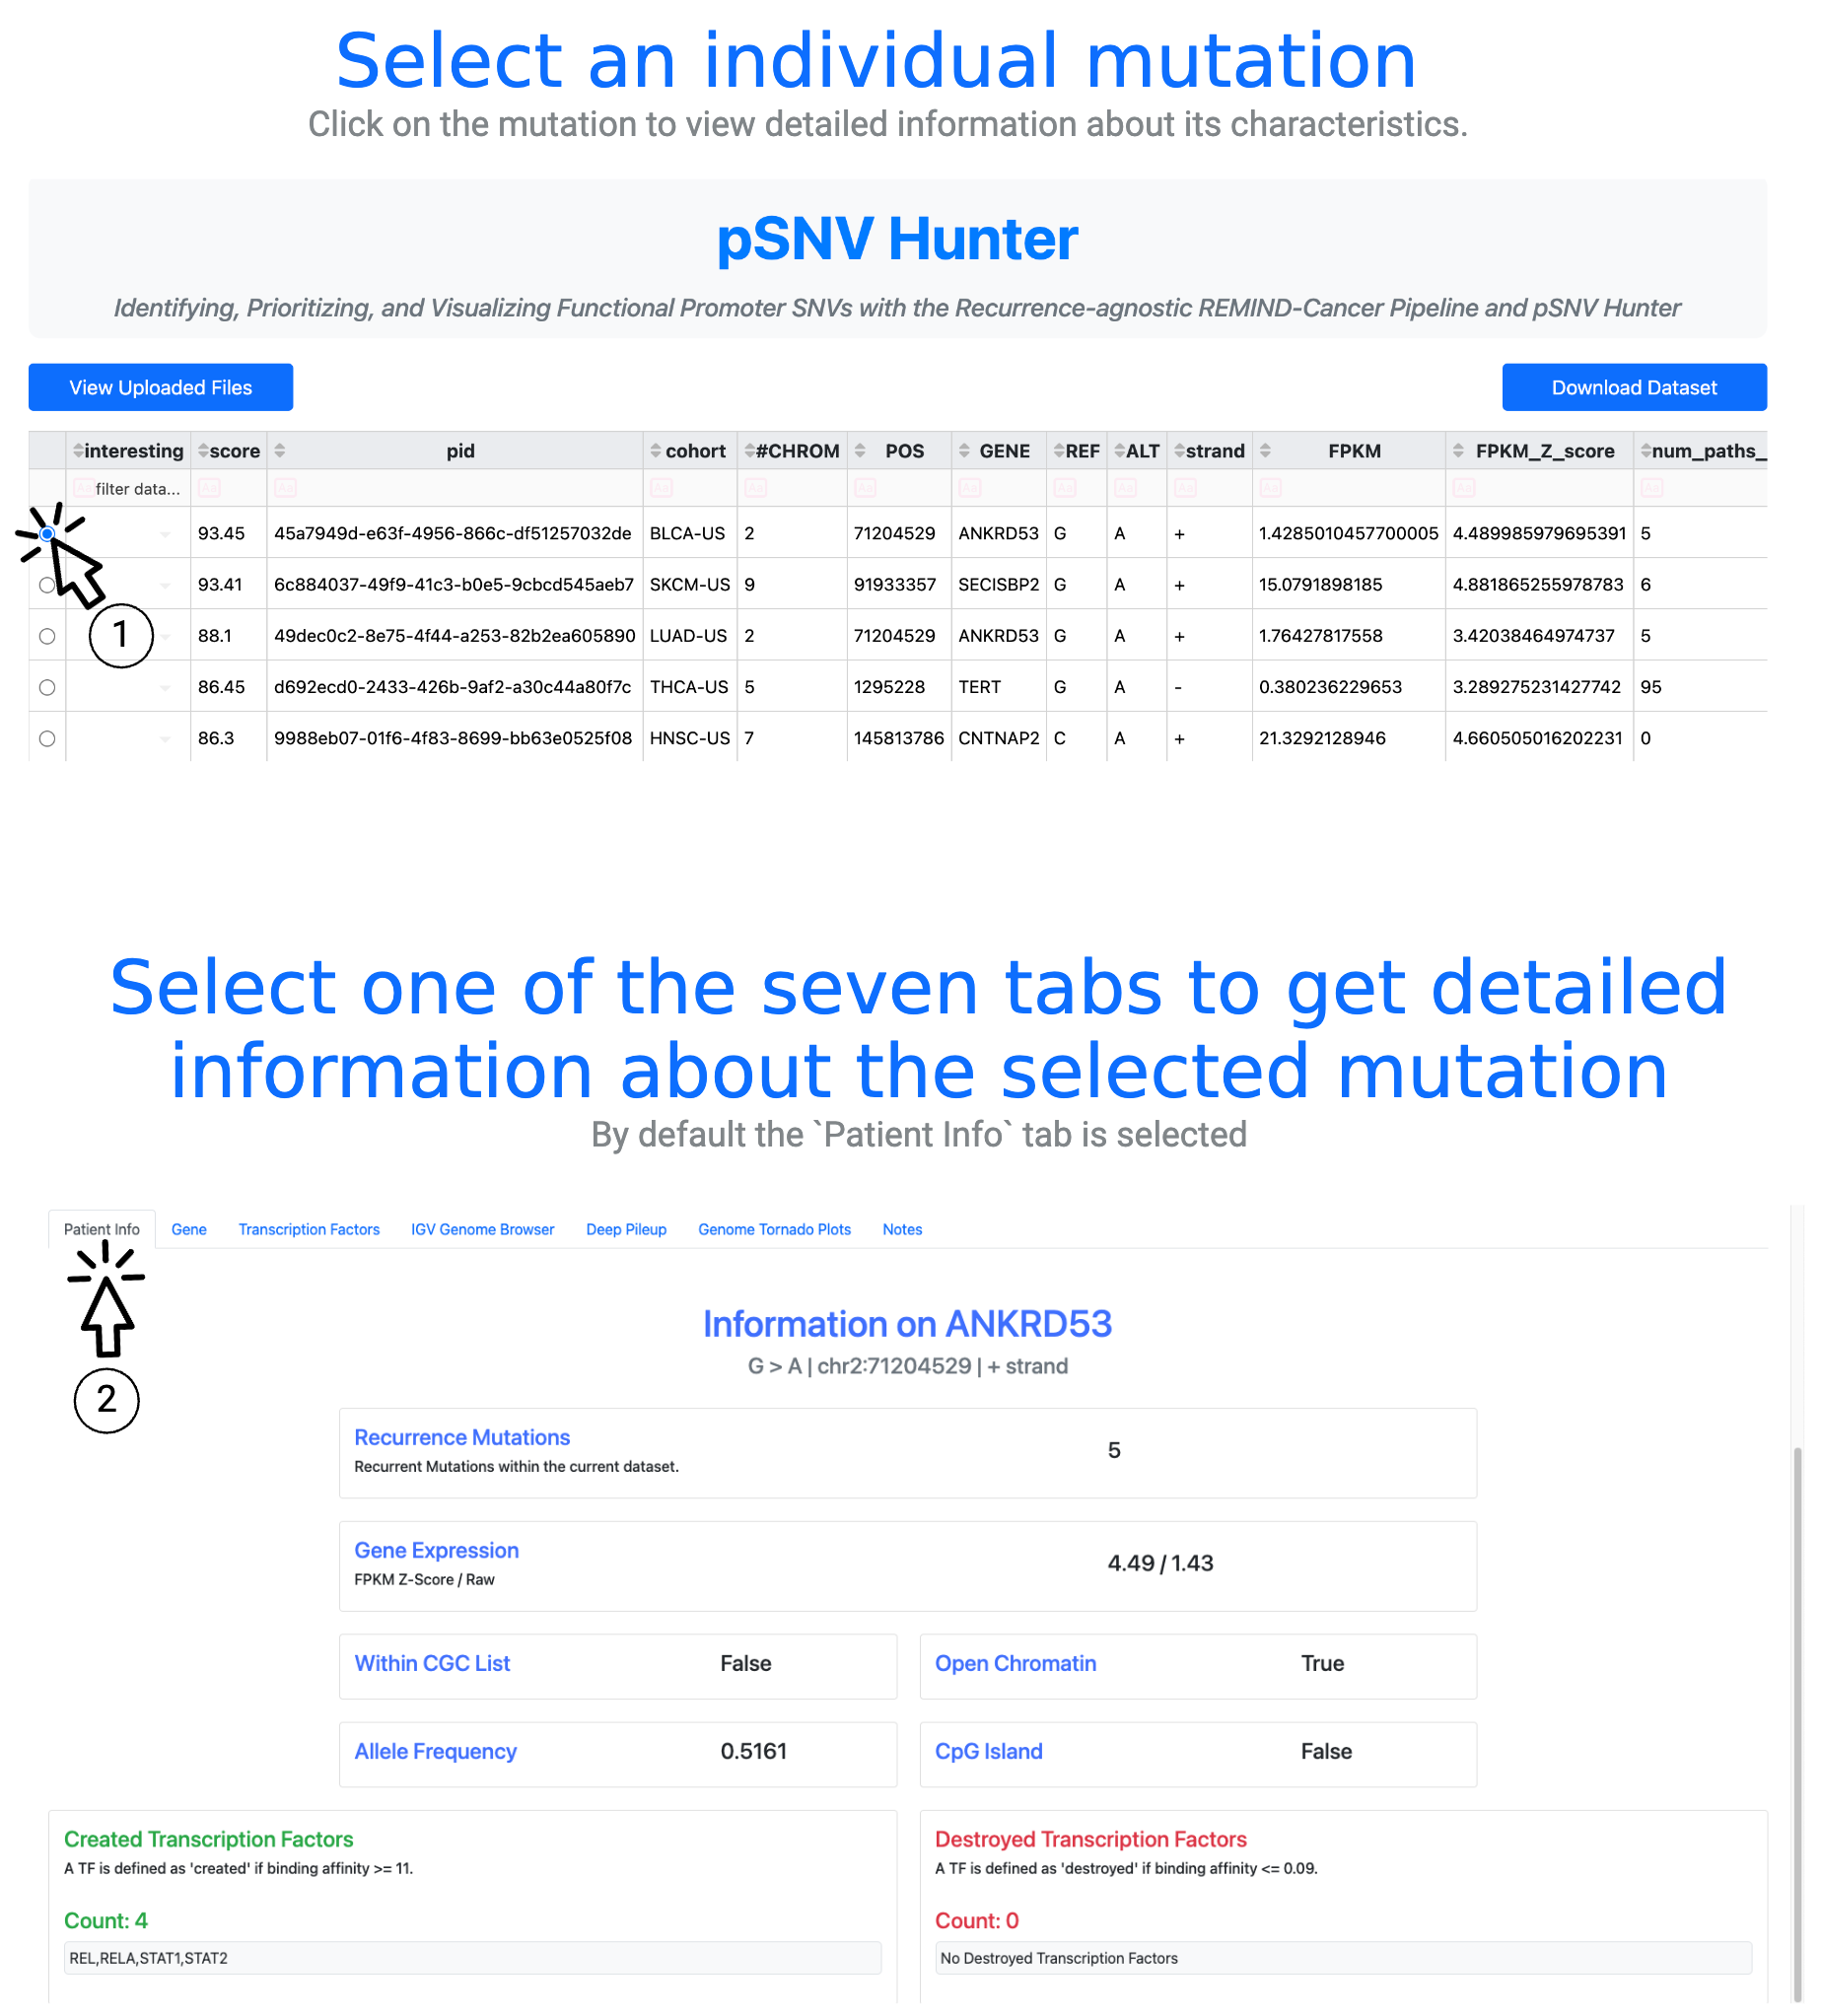 Select an individual mutation
Click on the mutation to view detailed information about its characteristics.
pSNV Hunter
Identifying, Prioritizing, and Visualizing Functional Promoter SNVs with the Recurrence-agnostic REMIND-Cancer Pipeline and pSNV Hunter
View Uploaded Files Download Dataset
interesting score pid cohort #CHROM POS GENE REF ALT strand FPKM FPKM_Z_score num_paths_
Aa filter data... Aa Aa Aa Aa Aa Aa Aa Aa Aa Aa Aa Aa
93.45 45a7949d-e63f-4956-866c-df51257032de BLCA-US 2 71204529 ANKRD53 G A + 1.4285010457700005 4.489985979695391 5
93.41 6c884037-49f9-41c3-b0e5-9cbcd545aeb7 SKCM-US 9 91933357 SECISBP2 G A + 15.0791898185 4.881865255978783 6
1 88.1 49dec0c2-8e75-4f44-a253-82b2ea605890 LUAD-US 2 71204529 ANKRD53 G A + 1.76427817558 3.42038464974737 5
86.45 d692ecd0-2433-426b-9af2-a30c44a80f7c THCA-US 5 1295228 TERT G A - 0.380236229653 3.289275231427742 95
86.3 9988eb07-01f6-4f83-8699-bb63e0525f08 HNSC-US 7 145813786 CNTNAP2 C A + 21.3292128946 4.660505016202231 0
Select one of the seven tabs to get detailed
information about the selected mutation
By default the `Patient Info` tab is selected
Patient Info Gene Transcription Factors IGV Genome Browser Deep Pileup Genome Tornado Plots Notes
Information on ANKRD53
G > A | chr2:71204529 | + strand
2
Recurrence Mutations 5
Recurrent Mutations within the current dataset.
Gene Expression 4.49 / 1.43
FPKM Z-Score / Raw
Within CGC List False Open Chromatin True
Allele Frequency 0.5161 CpG Island False
Created Transcription Factors Destroyed Transcription Factors
A TF is defined as 'created' if binding affinity >= 11. A TF is defined as 'destroyed' if binding affinity <= 0.09.
Count: 4 Count: 0
REL,RELA,STAT1,STAT2 No Destroyed Transcription Factors